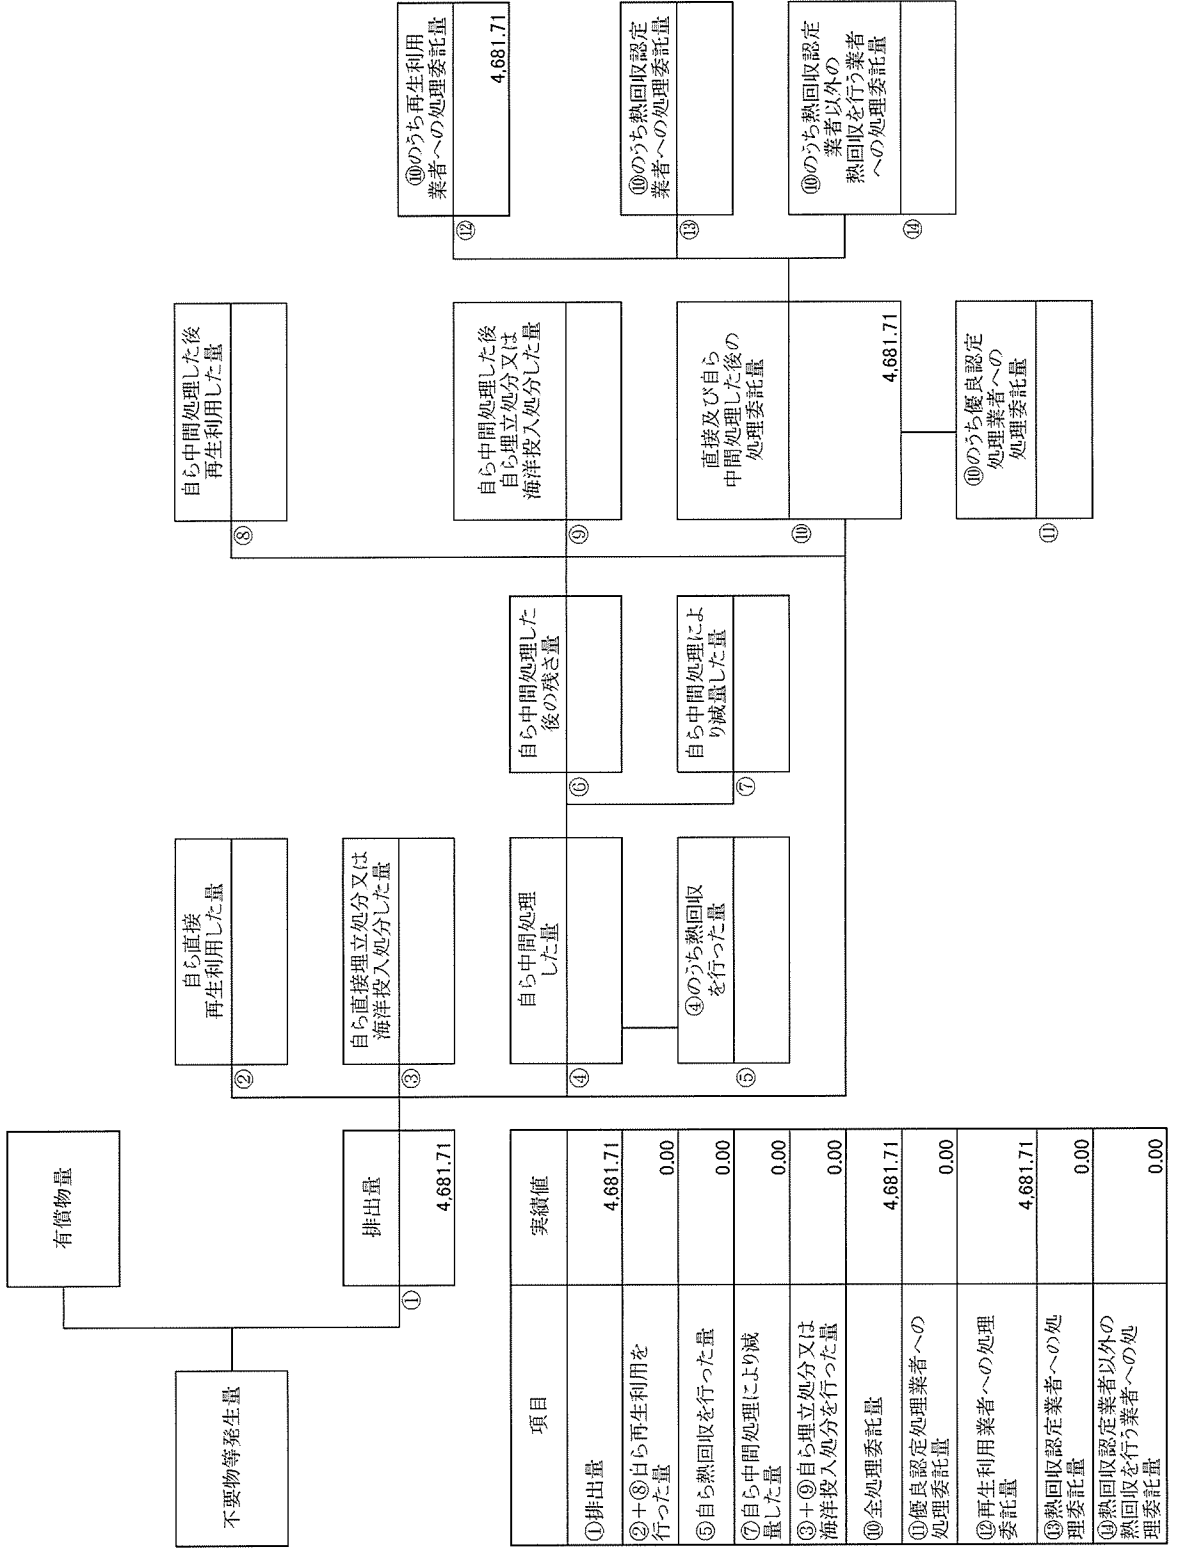 不要物等発生量
有償物量
排出量
① 4,681.71
自ら直接
再生利用した量
②
自ら直接埋立処分又は
海洋投入処分した量
③
自ら中間処理
した量
④
④のうち熱回収
を行った量
⑤
自ら中間処理した
後の残さ量
⑥
自ら中間処理によ
り減量した量
⑦
自ら中間処理した後
再生利用した量
⑧
自ら中間処理した後
自ら埋立処分又は
海洋投入処分した量
⑨
直接及び自ら
中間処理した後の
処理委託量
⑩ 4,681.71
⑩のうち優良認定
処理業者への
処理委託量
⑪
⑩のうち再生利用
業者への処理委託量
⑫ 4,681.71
⑩のうち熱回収認定
業者への処理委託量
⑬
⑩のうち熱回収認定
業者以外の
熱回収を行う業者
への処理委託量
⑭
項目 実績値
①排出量 4,681.71
②+⑧自ら再生利用を
行った量 0.00
⑤自ら熱回収を行った量 0.00
⑦自ら中間処理により減
量した量 0.00
③+⑨自ら埋立処分又は
海洋投入処分を行った量 0.00
⑩全処理委託量 4,681.71
⑪優良認定処理業者への
処理委託量 0.00
⑫再生利用業者への処理
委託量 4,681.71
⑬熱回収認定業者への処
理委託量 0.00
⑭熱回収認定業者以外の
熱回収を行う業者への処
理委託量 0.00